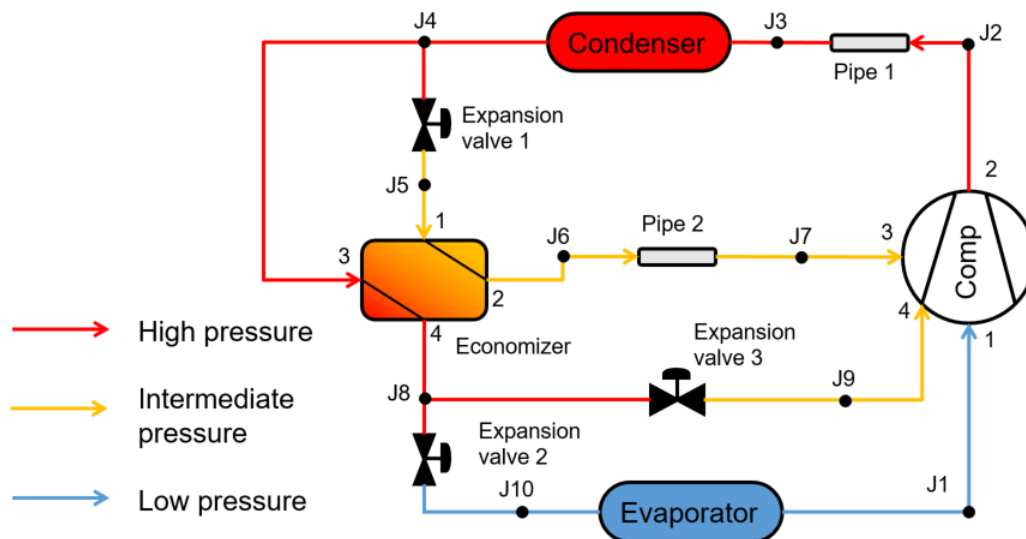 J4
Condenser
J3
J2
Pipe 1
Expansion
valve 1
J5
1
2
3
J6
Pipe 2
J7
3
Comp
2
4
4
1
Economizer
High pressure
Expansion
valve 3
J8
J9
Intermediate
pressure
Expansion
valve 2
Low pressure
J10
Evaporator
J1